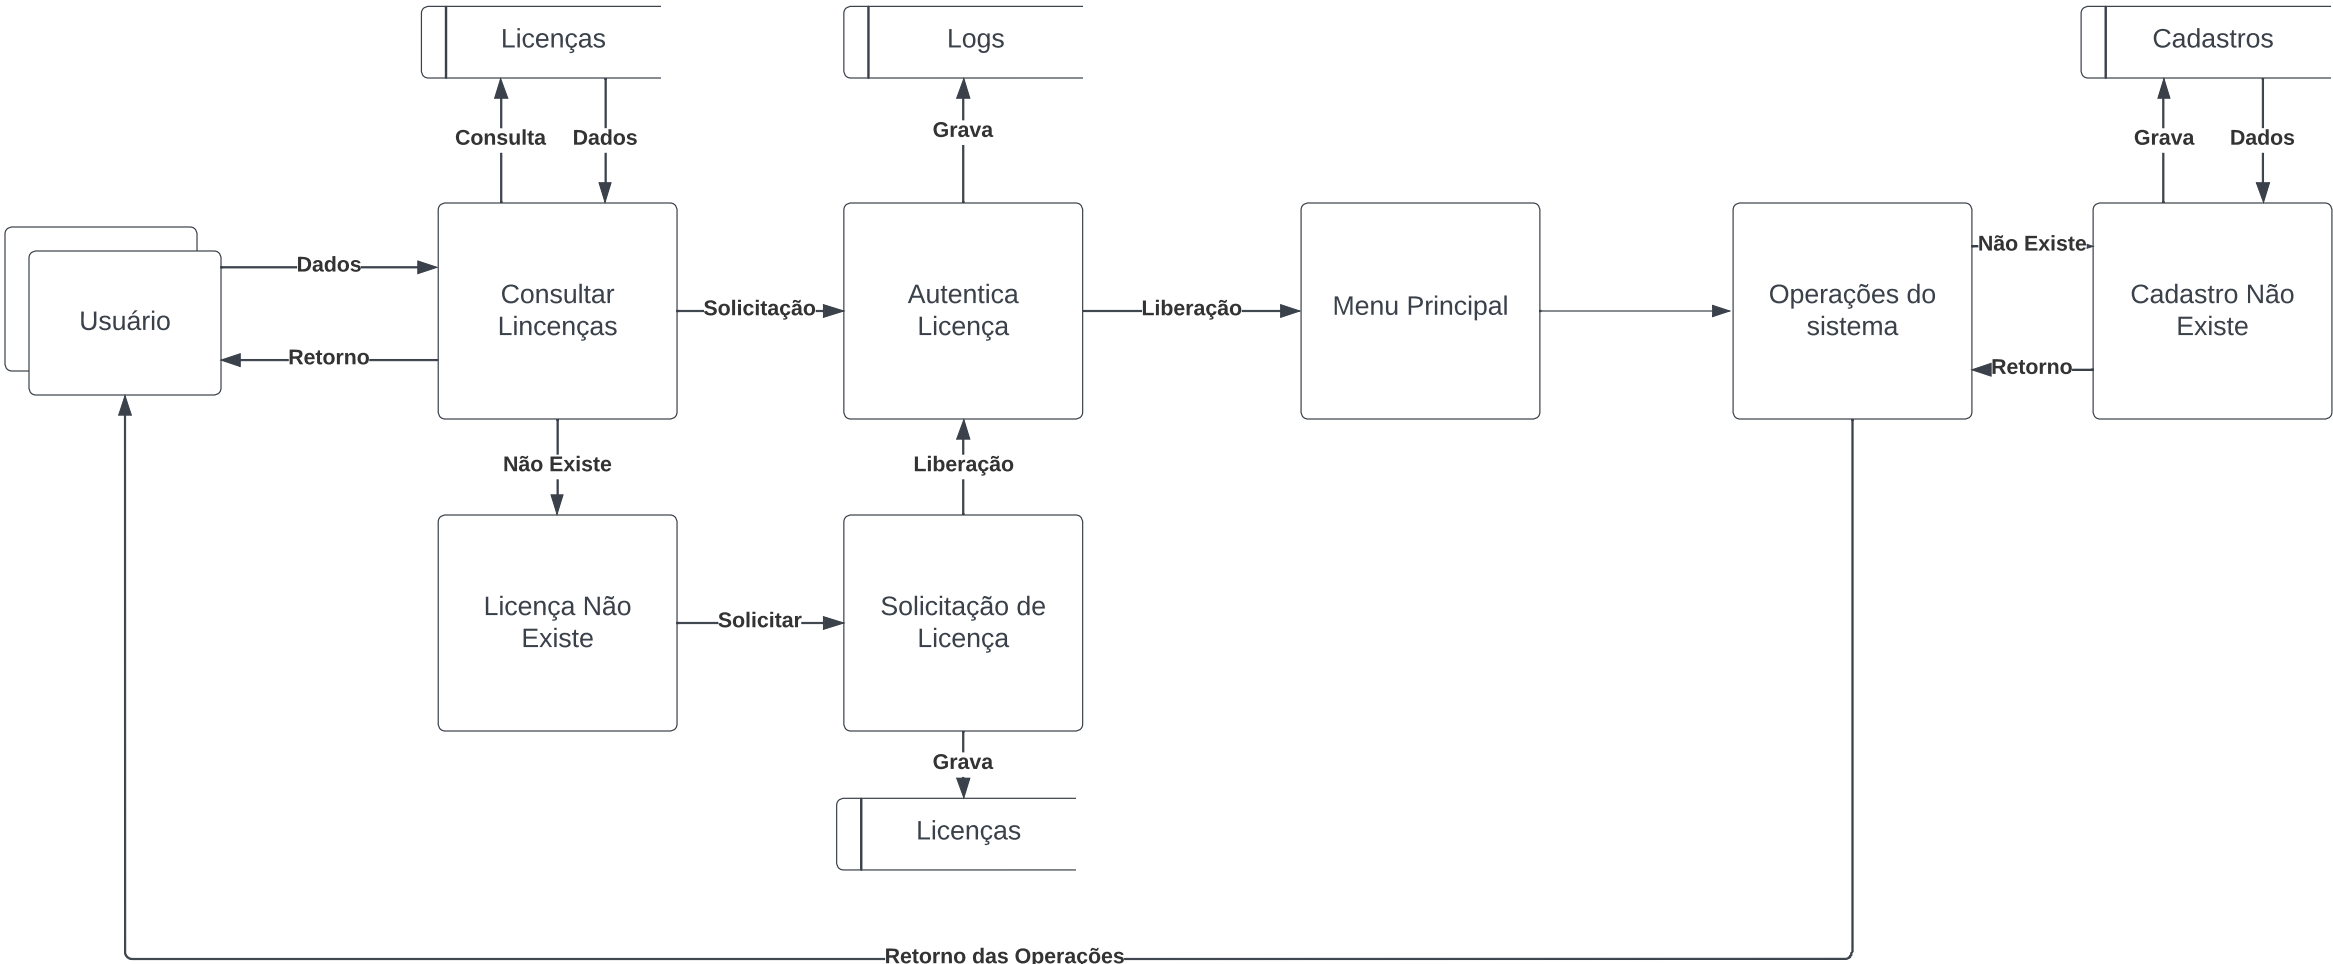 Licenças
Logs
Cadastros
Consulta
Dados
Grava
Grava
Dados
Usuário
Dados
Retorno
Consultar
Lincenças
Solicitação
Autentica
Licença
Liberação
Menu Principal
Operações do
sistema
Não Existe
Retorno
Cadastro Não
Existe
Não Existe
Liberação
Licença Não
Existe
Solicitar
Solicitação de
Licença
Grava
Licenças
Retorno das Operações